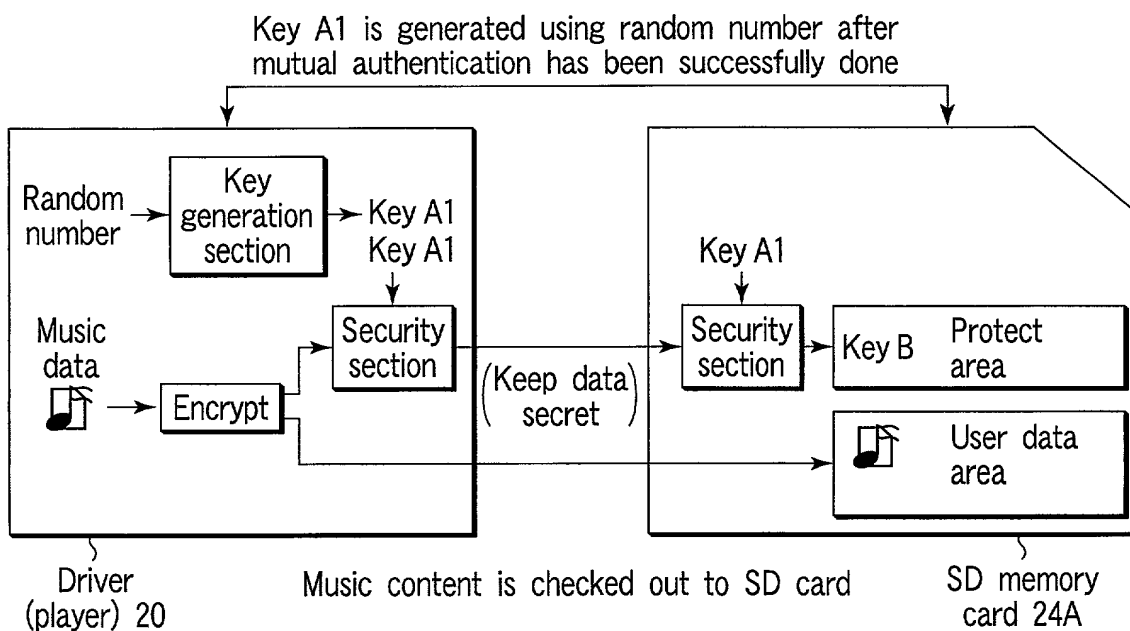 Key A1 is generated using random number after
mutual authentication has been successfully done
Random
number
Key
generation
section
Key A1
Key A1
Music
data
Encrypt
Security
section
(Keep data
secret)
Key A1
Security
section
Key B
Protect
area
User data
area
Driver
(player) 20
Music content is checked out to SD card
SD memory
card 24A